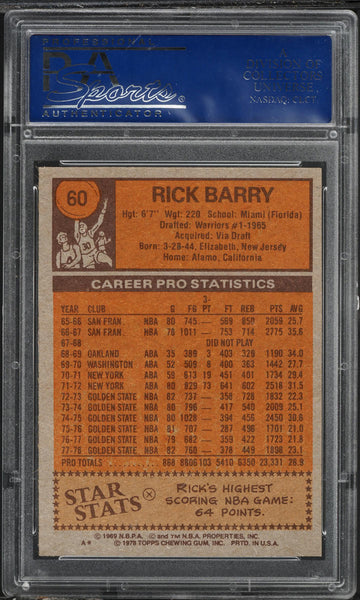 PROFESSIONAL
PSA
Sports
AUTHENTICATOR
A
DIVISION OF
COLLECTORS
UNIVERSE
NASDAQ: CLCT
60
RICK BARRY
Hgt: 6'7" Wgt: 220 School: Miami (Florida)
Drafted: Warriors #1-1965
Acquired: Via Draft
Born: 3-28-44, Elizabeth, New Jersey
Home: Alamo, California
30
CAREER PRO STATISTICS
3-
YEAR CLUB G FG PT FT REB PTS AVG
65-66 SAN FRAN. NBA 80 745 — 569 850 2059 25.7
66-67 SAN FRAN. NBA 78 1011 — 753 714 2775 35.6
67-68 DID NOT PLAY
68-69 OAKLAND ABA 35 389 3 403 329 1190 34.0
69-70 WASHINGTON ABA 52 509 8 363 1442 27.7
70-71 NEW YORK ABA 59 19 451 401 1734 29.4
71-72 NEW YORK ABA 80 829 73 641 602 2518 31.5
72-73 GOLDEN STATE NBA 82 737 — 358 728 1832 22.3
73-74 GOLDEN STATE NBA 80 796 — 417 540 2009 25.1
74-75 GOLDEN STATE NBA 80 1028 — 394 456 2450 30.6
75-76 GOLDEN STATE NBA 81 707 — 287 496 1701 21.0
76-77 GOLDEN STATE NBA 79 682 — 359 1723 21.8
77-78 GOLDEN STATE NBA 82 760 — 378 449 1898 23.1
PRO TOTALS 868 103 23,331 26.9
STAR
STATS
RICK'S HIGHEST
SCORING NBA GAME:
64 POINTS.
© 1969 N.B.P.A. © and ™ N.B.A. PROPERTIES, INC.
A* © 1978 TOPPS CHEWING GUM, INC. PRTD. IN U.S.A.